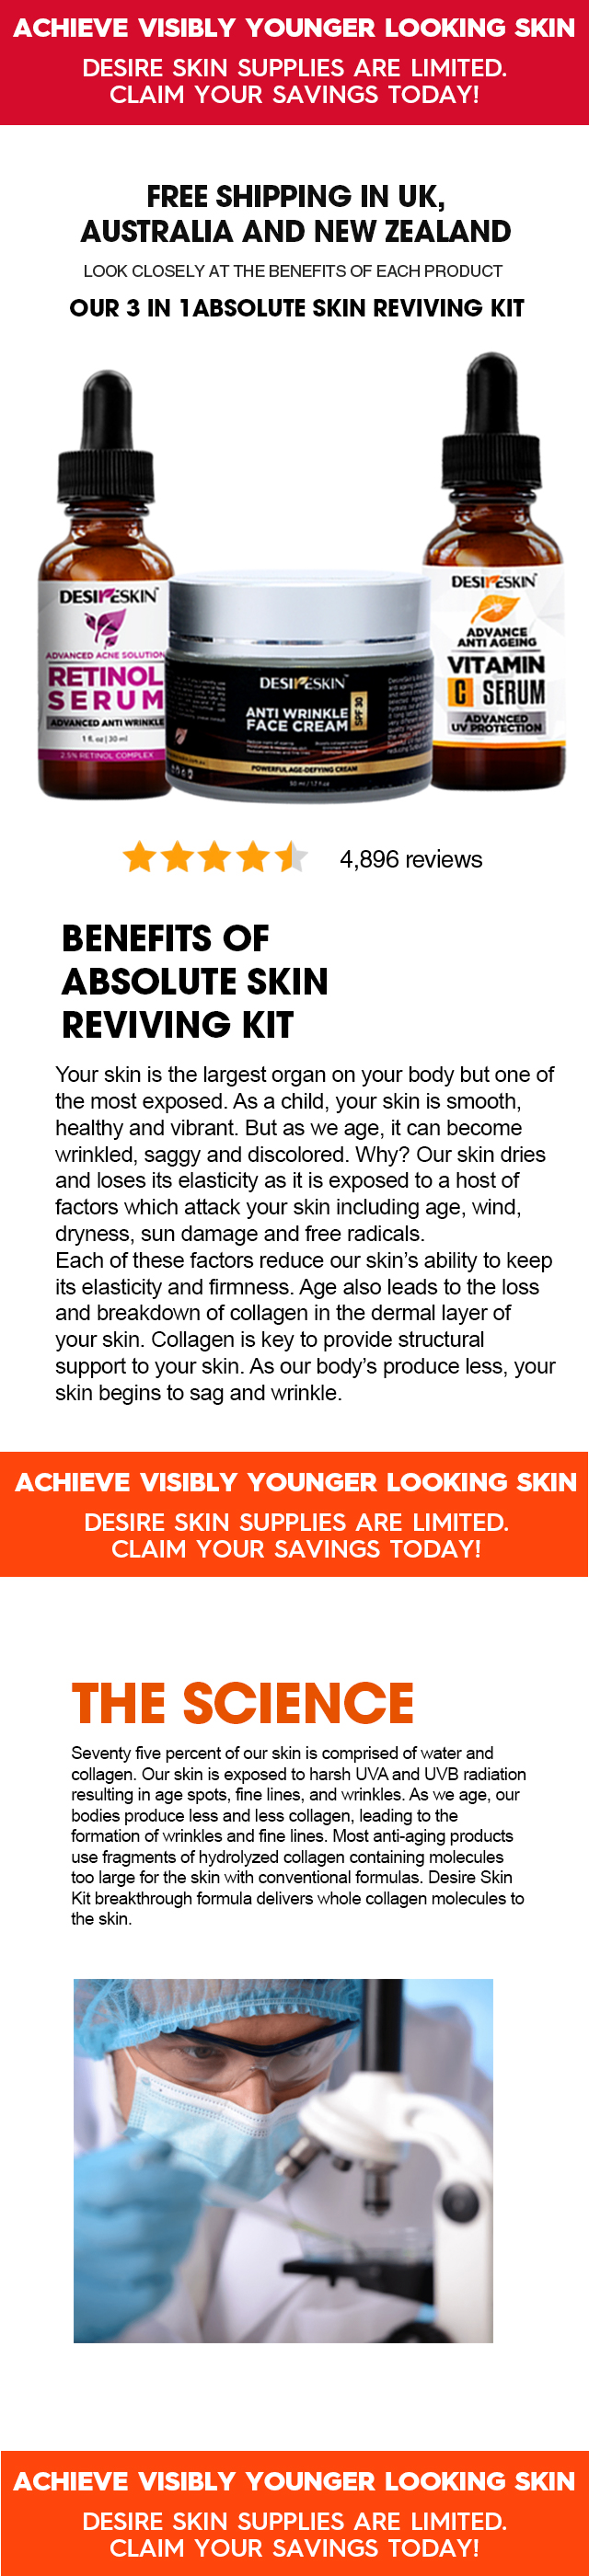 ACHIEVE VISIBLY YOUNGER LOOKING SKIN
DESIRE SKIN SUPPLIES ARE LIMITED.
CLAIM YOUR SAVINGS TODAY!
FREE SHIPPING IN UK,
AUSTRALIA AND NEW ZEALAND
LOOK CLOSELY AT THE BENEFITS OF EACH PRODUCT
OUR 3 IN 1 ABSOLUTE SKIN REVIVING KIT
DESIRESKIN
ADVANCED ACNE SOLUTION
RETINOL
SERUM
ADVANCED ANTI WRINKLE
1 fl. oz | 30 ml
2.5% RETINOL COMPLEX
DESIRESKIN
ANTI WRINKLE
FACE CREAM
SPF 30
POWERFUL AGE-DEFYING CREAM
50 ml / 1.7 fl oz
DESIRESKIN
ADVANCE
ANTI AGEING
VITAMIN
C SERUM
ADVANCED
UV PROTECTION
4,896 reviews
BENEFITS OF
ABSOLUTE SKIN
REVIVING KIT
Your skin is the largest organ on your body but one of
the most exposed. As a child, your skin is smooth,
healthy and vibrant. But as we age, it can become
wrinkled, saggy and discolored. Why? Our skin dries
and loses its elasticity as it is exposed to a host of
factors which attack your skin including age, wind,
dryness, sun damage and free radicals.
Each of these factors reduce our skin’s ability to keep
its elasticity and firmness. Age also leads to the loss
and breakdown of collagen in the dermal layer of
your skin. Collagen is key to provide structural
support to your skin. As our body’s produce less, your
skin begins to sag and wrinkle.
ACHIEVE VISIBLY YOUNGER LOOKING SKIN
DESIRE SKIN SUPPLIES ARE LIMITED.
CLAIM YOUR SAVINGS TODAY!
THE SCIENCE
Seventy five percent of our skin is comprised of water and
collagen. Our skin is exposed to harsh UVA and UVB radiation
resulting in age spots, fine lines, and wrinkles. As we age, our
bodies produce less and less collagen, leading to the
formation of wrinkles and fine lines. Most anti-aging products
use fragments of hydrolyzed collagen containing molecules
too large for the skin with conventional formulas. Desire Skin
Kit breakthrough formula delivers whole collagen molecules to
the skin.
ACHIEVE VISIBLY YOUNGER LOOKING SKIN
DESIRE SKIN SUPPLIES ARE LIMITED.
CLAIM YOUR SAVINGS TODAY!